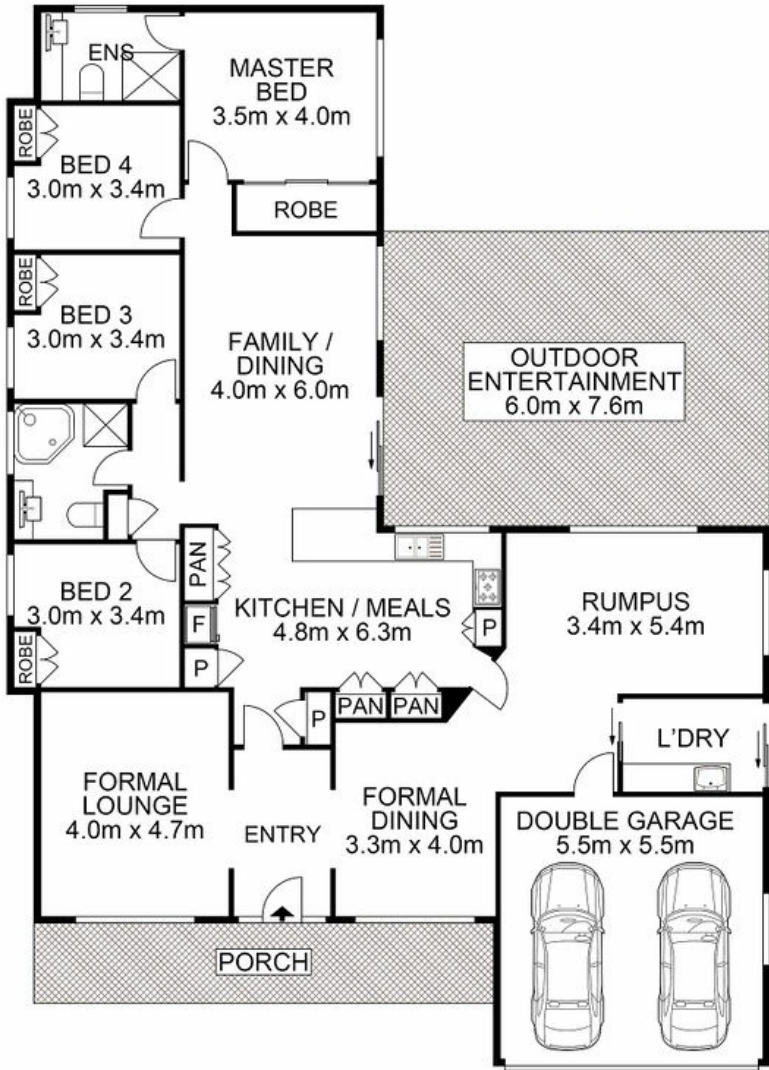 ENS
MASTER
BED
3.5m x 4.0m
ROBE
BED 4
3.0m x 3.4m
ROBE
ROBE
BED 3
3.0m x 3.4m
FAMILY /
DINING
4.0m x 6.0m
OUTDOOR
ENTERTAINMENT
6.0m x 7.6m
PAN
BED 2
3.0m x 3.4m
ROBE
F
P
KITCHEN / MEALS
4.8m x 6.3m
P
RUMPUS
3.4m x 5.4m
P
PAN
PAN
L'DRY
FORMAL
LOUNGE
4.0m x 4.7m
ENTRY
FORMAL
DINING
3.3m x 4.0m
DOUBLE GARAGE
5.5m x 5.5m
PORCH